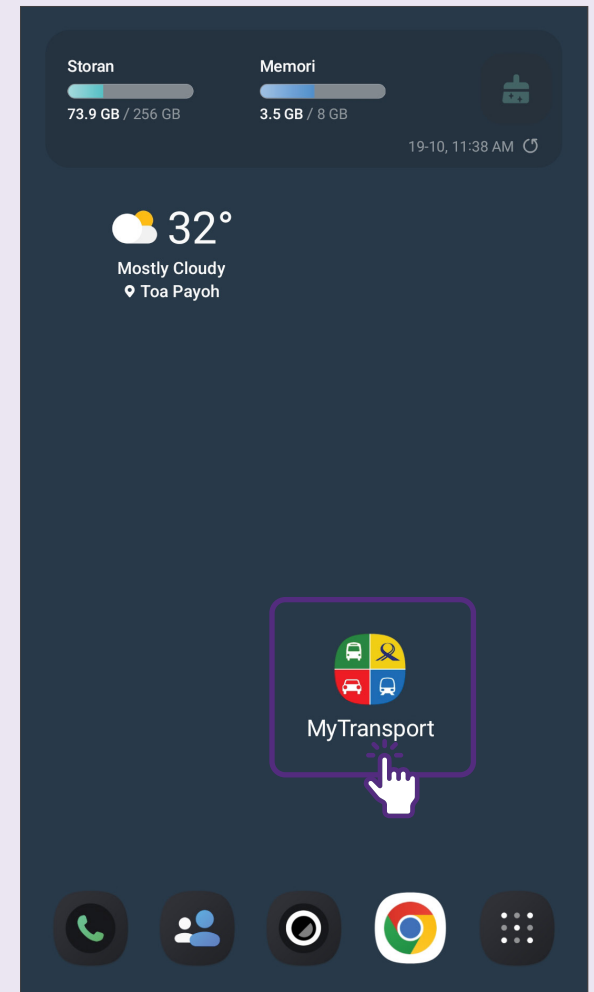 Storan
Memori
73.9 GB / 256 GB
3.5 GB / 8 GB
19-10, 11:38 AM
32°
Mostly Cloudy
Toa Payoh
MyTransport